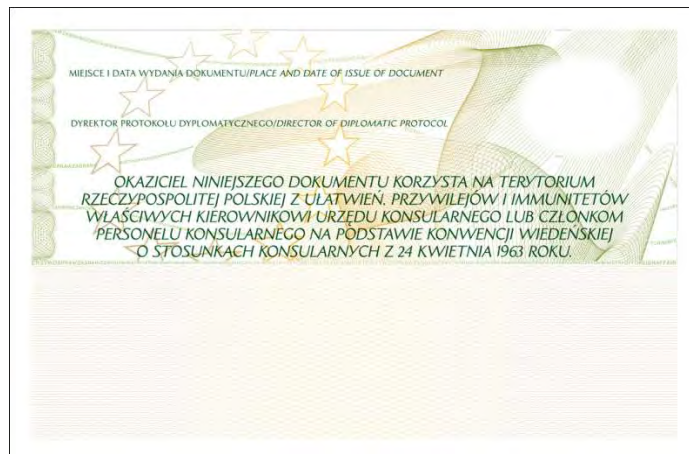 MIEJSCE I DATA WYDANIA DOKUMENTU/PLACE AND DATE OF ISSUE OF DOCUMENT
DYREKTOR PROTOKOŁU DYPLOMATYCZNEGO/DIRECTOR OF DIPLOMATIC PROTOCOL
OKAZICIEL NINIEJSZEGO DOKUMENTU KORZYSTA NA TERYTORIUM
RZECZYPOSPOLITEJ POLSKIEJ Z UŁATWIEŃ, PRZYWILEJÓW I IMMUNITETÓW
WŁAŚCIWYCH KIEROWNIKOWI URZĘDU KONSULARNEGO LUB CZŁONKOM
PERSONELU KONSULARNEGO NA PODSTAWIE KONWENCJI WIEDEŃSKIEJ
O STOSUNKACH KONSULARNYCH Z 24 KWIETNIA 1963 ROKU.